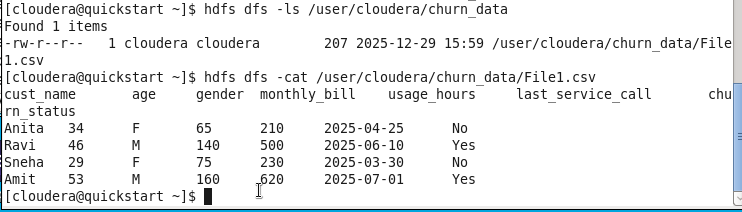 [cloudera@quickstart ~]$ hdfs dfs -ls /user/cloudera/churn_data
Found 1 items
-rw-r--r--   1 cloudera cloudera        207 2025-12-29 15:59 /user/cloudera/churn_data/File
1.csv
[cloudera@quickstart ~]$ hdfs dfs -cat /user/cloudera/churn_data/File1.csv
cust_name       age     gender  monthly_bill    usage_hours     last_service_call       chu
rn_status
Anita   34      F       65      210     2025-04-25      No
Ravi    46      M       140     500     2025-06-10      Yes
Sneha   29      F       75      230     2025-03-30      No
Amit    53      M       160     620     2025-07-01      Yes
[cloudera@quickstart ~]$